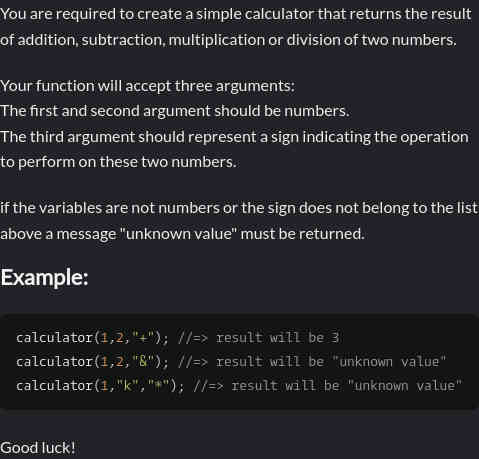 You are required to create a simple calculator that returns the result
of addition, subtraction, multiplication or division of two numbers.
Your function will accept three arguments:
The first and second argument should be numbers.
The third argument should represent a sign indicating the operation
to perform on these two numbers.
if the variables are not numbers or the sign does not belong to the list
above a message "unknown value" must be returned.
Example:
calculator(1,2,"+"); //=> result will be 3
calculator(1,2,"&"); //=> result will be "unknown value"
calculator(1,"k","*"); //=> result will be "unknown value"
Good luck!